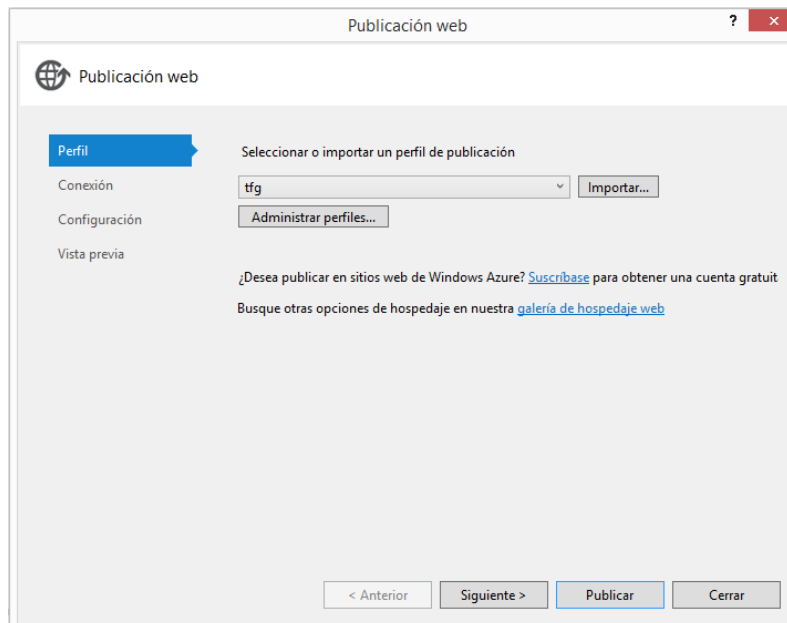 Publicación web
?
Publicación web
Perfil
Seleccionar o importar un perfil de publicación
Conexión
tfg
Importar...
Configuración
Administrar perfiles...
Vista previa
¿Desea publicar en sitios web de Windows Azure? Suscríbase para obtener una cuenta gratuit
Busque otras opciones de hospedaje en nuestra galería de hospedaje web
< Anterior
Siguiente >
Publicar
Cerrar